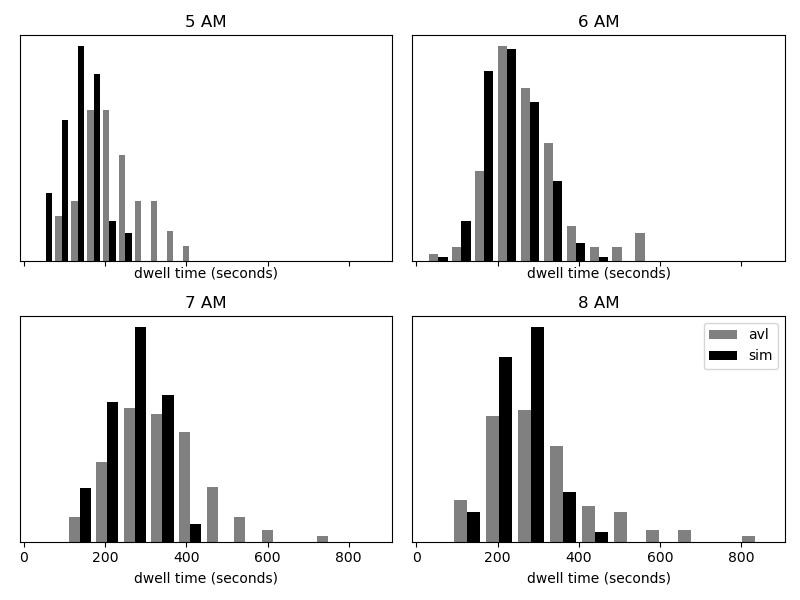 5 AM
6 AM
dwell time (seconds)
dwell time (seconds)
7 AM
8 AM
avl
sim
0 200 400 600 800
0 200 400 600 800
dwell time (seconds)
dwell time (seconds)